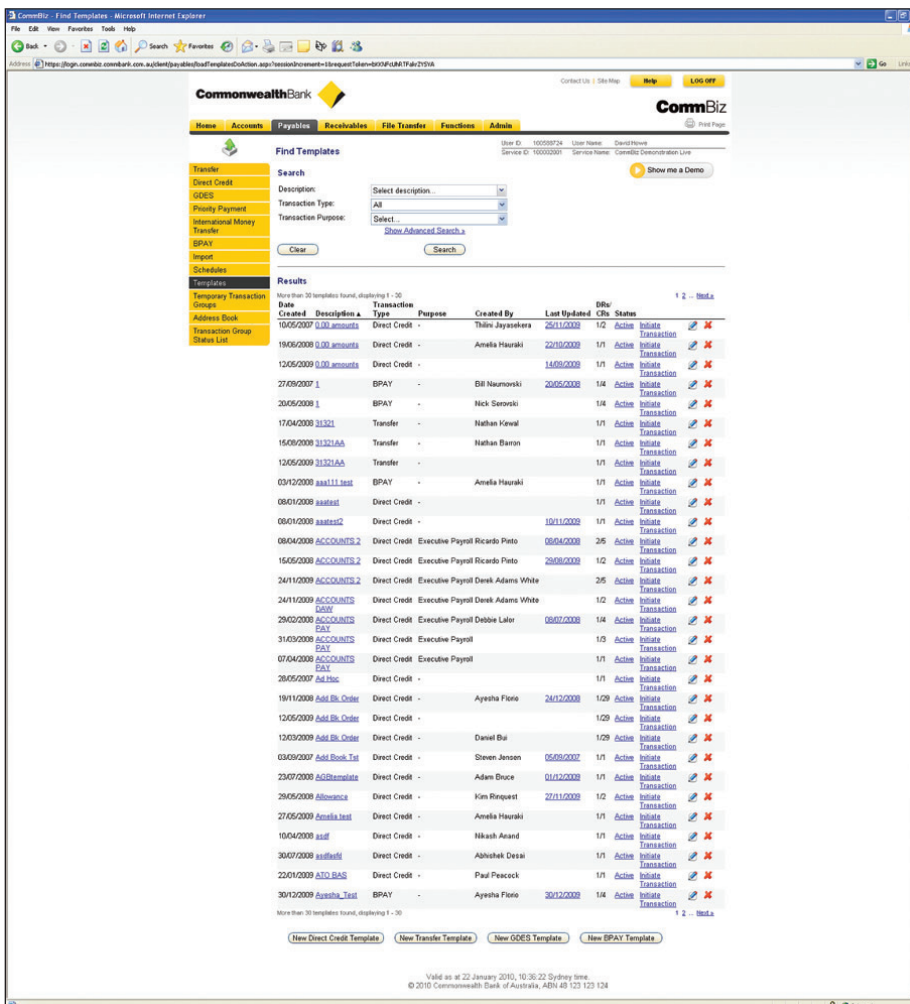 CommBiz - Find Templates - Microsoft Internet Explorer
File Edit View Favorites Tools Help
Back Search Favorites
Address Go Links
Contact Us | Site Map Help LOG OFF
CommonwealthBank
CommBiz
Home Accounts Payables Receivables File Transfer Functions Admin Print Page
User ID: 100588724 User Name: David Howe
Find Templates
Service ID: 100002001 Service Name: CommBiz Demonstration Live
Transfer
Direct Credit
GDES
Priority Payment
International Money Transfer
BPAY
Import
Schedules
Templates
Temporary Transaction Groups
Address Book
Transaction Group Status List
Search
Show me a Demo
Description: Select description...
Transaction Type: All
Transaction Purpose: Select...
Show Advanced Search »
Clear Search
Results
More than 30 templates found, displaying 1 - 30 1 2 ... Next »
Date Created Description ▲ Transaction Type Purpose Created By Last Updated DRs/CRs Status
10/05/2007 0.00 amounts Direct Credit - Thilini Jayasekera 25/11/2009 1/2 Active Initiate Transaction
19/06/2008 0.00 amounts Direct Credit - Amelia Hauraki 22/10/2009 1/1 Active Initiate Transaction
12/05/2009 0.00 amounts Direct Credit - 14/09/2009 1/1 Active Initiate Transaction
27/09/2007 1 BPAY - Bill Naumovski 20/05/2008 1/4 Active Initiate Transaction
20/05/2008 1 BPAY - Nick Serovski 1/4 Active Initiate Transaction
17/04/2008 31321 Transfer - Nathan Kewal 1/1 Active Initiate Transaction
15/08/2008 31321AA Transfer - Nathan Barron 1/1 Active Initiate Transaction
12/05/2009 31321AA Transfer - 1/1 Active Initiate Transaction
03/12/2008 aaa111 test BPAY - Amelia Hauraki 1/1 Active Initiate Transaction
08/01/2008 aaatest Direct Credit - 1/1 Active Initiate Transaction
08/01/2008 aaatest2 Direct Credit - 10/11/2009 1/1 Active Initiate Transaction
08/04/2008 ACCOUNTS 2 Direct Credit Executive Payroll Ricardo Pinto 08/04/2008 2/5 Active Initiate Transaction
15/05/2008 ACCOUNTS 2 Direct Credit Executive Payroll Ricardo Pinto 29/08/2008 1/2 Active Initiate Transaction
24/11/2009 ACCOUNTS 2 Direct Credit Executive Payroll Derek Adams White 2/5 Active Initiate Transaction
24/11/2009 ACCOUNTS DAW Direct Credit Executive Payroll Derek Adams White 1/2 Active Initiate Transaction
29/02/2008 ACCOUNTS PAY Direct Credit Executive Payroll Debbie Lalor 08/07/2008 1/4 Active Initiate Transaction
31/03/2008 ACCOUNTS PAY Direct Credit Executive Payroll 1/3 Active Initiate Transaction
07/04/2008 ACCOUNTS PAY Direct Credit Executive Payroll 1/1 Active Initiate Transaction
28/05/2007 Ad Hoc Direct Credit - 1/1 Active Initiate Transaction
19/11/2008 Add Bk Order Direct Credit - Ayesha Florio 24/12/2008 1/29 Active Initiate Transaction
12/05/2009 Add Bk Order Direct Credit - 1/29 Active Initiate Transaction
12/03/2009 Add Bk Order Direct Credit - Daniel Bui 1/29 Active Initiate Transaction
03/09/2007 Add Book Tst Direct Credit - Steven Jensen 05/09/2007 1/1 Active Initiate Transaction
23/07/2008 AGBtemplate Direct Credit - Adam Bruce 01/12/2009 1/1 Active Initiate Transaction
29/05/2008 Allowance Direct Credit - Kim Rinquest 27/11/2009 1/2 Active Initiate Transaction
27/05/2009 Amelia test Direct Credit - Amelia Hauraki 1/1 Active Initiate Transaction
10/04/2008 asdf Direct Credit - Nikash Anand 1/1 Active Initiate Transaction
30/07/2008 asdfasfd Direct Credit - Abhishek Desai 1/1 Active Initiate Transaction
22/01/2009 ATO BAS Direct Credit - Paul Peacock 1/1 Active Initiate Transaction
30/12/2009 Ayesha_Test BPAY - Ayesha Florio 30/12/2009 1/4 Active Initiate Transaction
More than 30 templates found, displaying 1 - 30 1 2 ... Next »
New Direct Credit Template New Transfer Template New GDES Template New BPAY Template
Valid as at 22 January 2010, 10:36:22 Sydney time.
© 2010 Commonwealth Bank of Australia, ABN 48 123 123 124